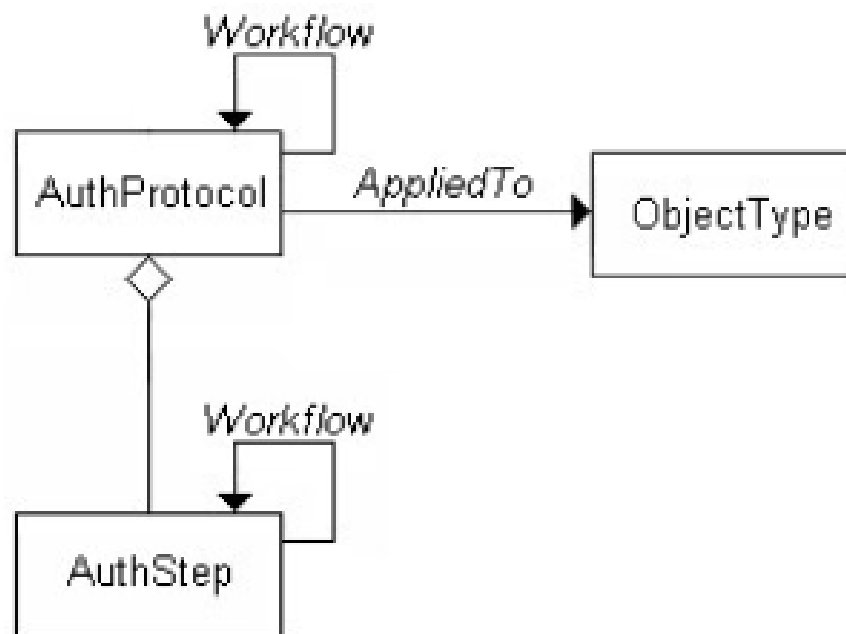 Workflow
AuthProtocol
AppliedTo
ObjectType
Workflow
AuthStep